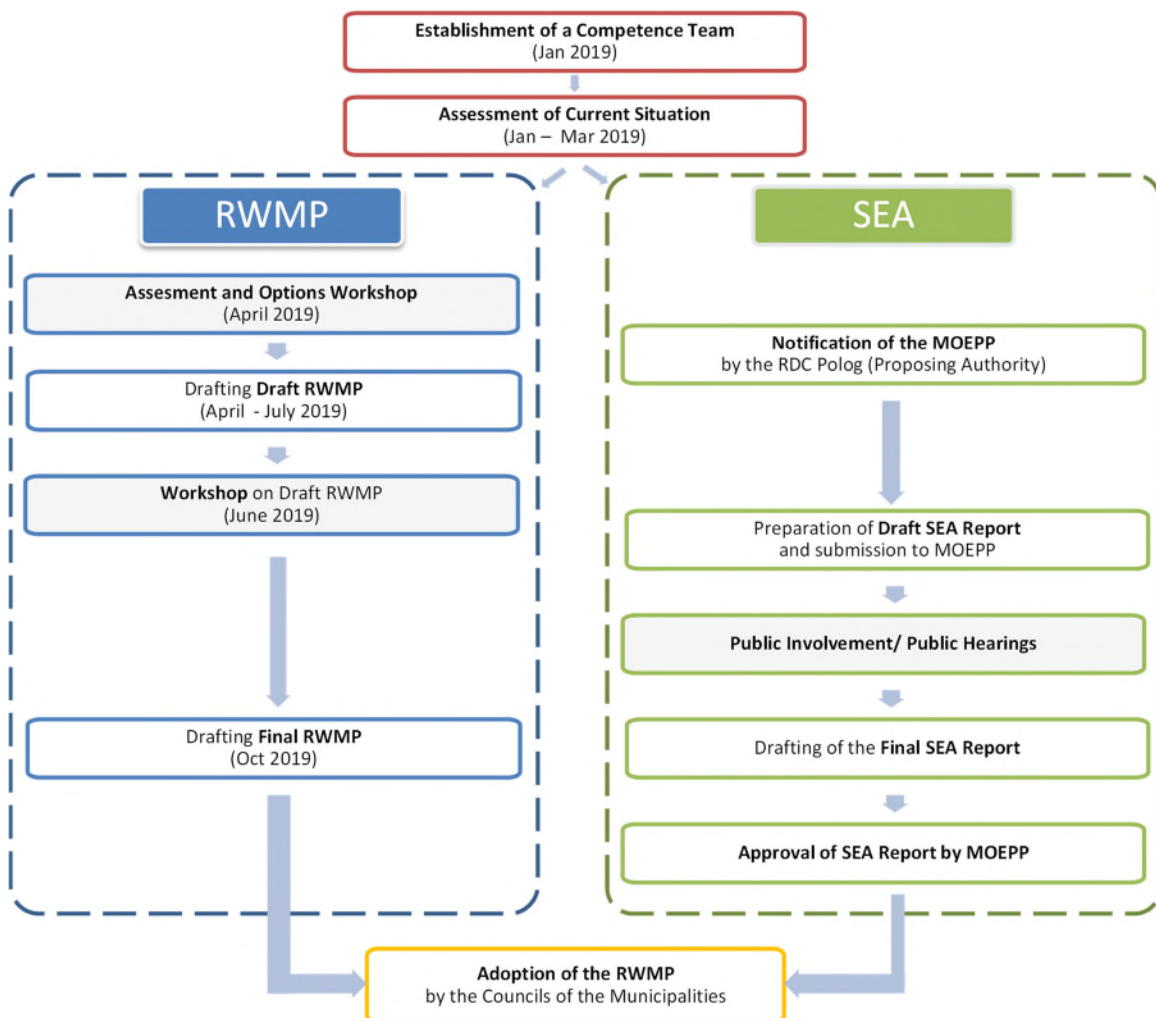 Establishment of a Competence Team
(Jan 2019)
Assessment of Current Situation
(Jan – Mar 2019)
RWMP
Assesment and Options Workshop
(April 2019)
Drafting Draft RWMP
(April - July 2019)
Workshop on Draft RWMP
(June 2019)
Drafting Final RWMP
(Oct 2019)
SEA
Notification of the MOEPP
by the RDC Polog (Proposing Authority)
Preparation of Draft SEA Report
and submission to MOEPP
Public Involvement/ Public Hearings
Drafting of the Final SEA Report
Approval of SEA Report by MOEPP
Adoption of the RWMP
by the Councils of the Municipalities